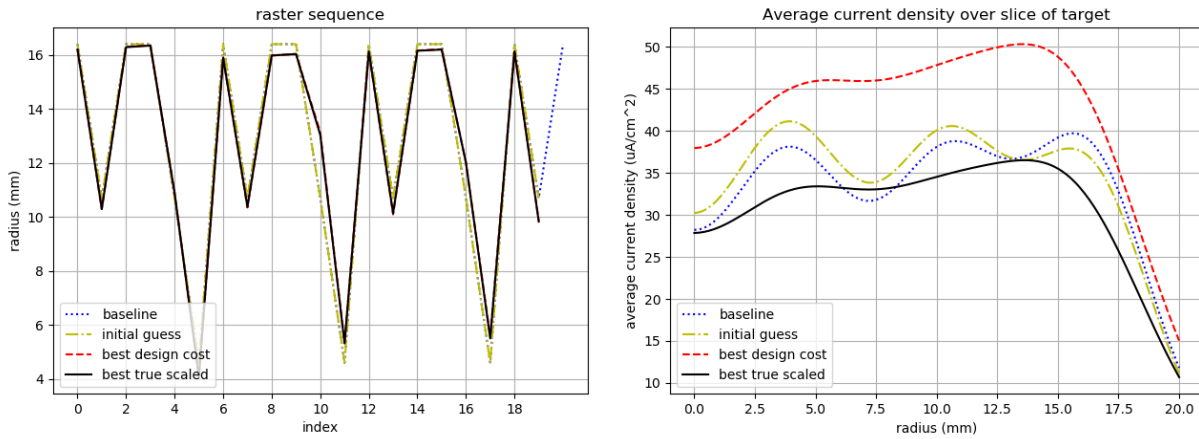 raster sequence
16
14
12
10
8
6
4
radius (mm)
baseline
initial guess
best design cost
best true scaled
0 2 4 6 8 10 12 14 16 18
index
Average current density over slice of target
50
45
40
35
30
25
20
15
10
average current density (uA/cm^2)
baseline
initial guess
best design cost
best true scaled
0.0 2.5 5.0 7.5 10.0 12.5 15.0 17.5 20.0
radius (mm)